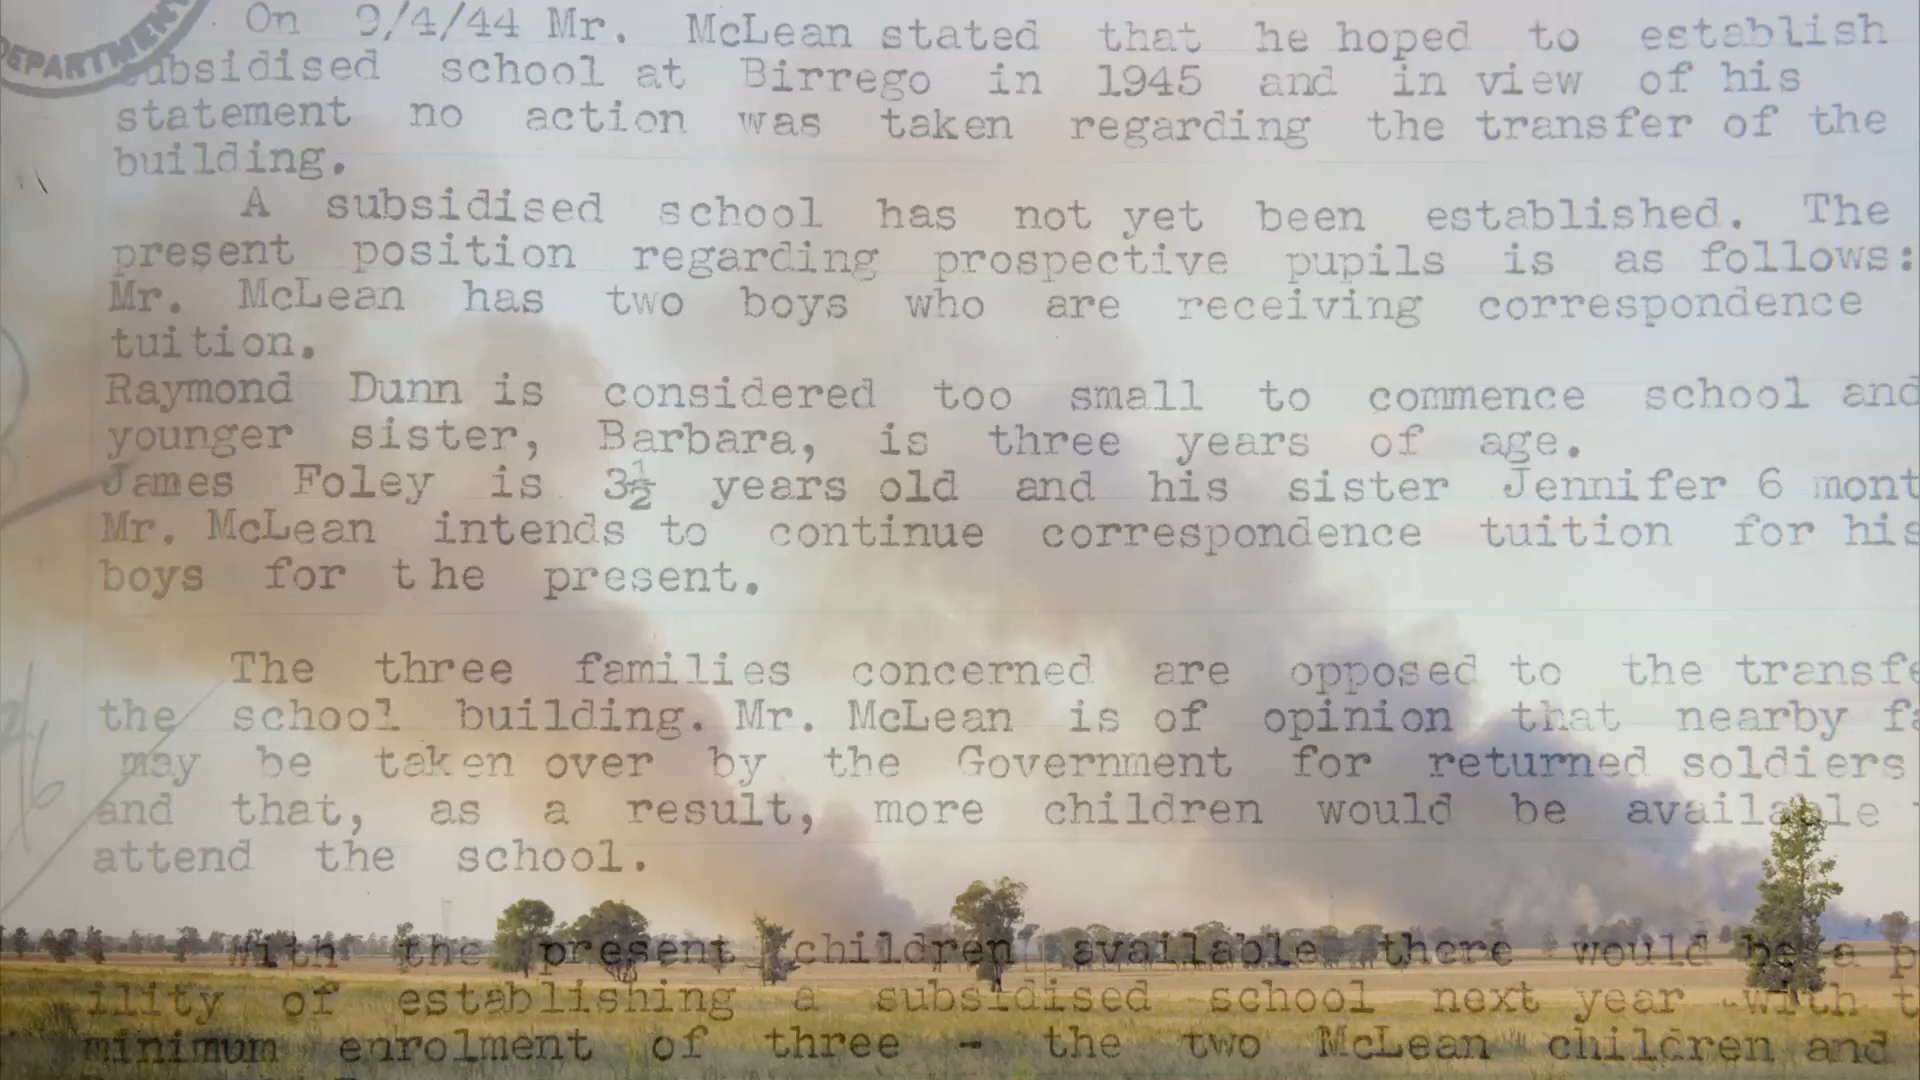 DEPARTMENT
On 9/4/44 Mr. McLean stated that he hoped to establish
subsidised school at Birrego in 1945 and in view of his
statement no action was taken regarding the transfer of the
building.
A subsidised school has not yet been established. The
present position regarding prospective pupils is as follows:
Mr. McLean has two boys who are receiving correspondence
tuition.
Raymond Dunn is considered too small to commence school and
younger sister, Barbara, is three years of age.
James Foley is 3½ years old and his sister Jennifer 6 mont
Mr. McLean intends to continue correspondence tuition for his
boys for the present.
The three families concerned are opposed to the transfe
the school building. Mr. McLean is of opinion that nearby fa
may be taken over by the Government for returned soldiers
and that, as a result, more children would be available
attend the school.
With the present children available there would be a p
ility of establishing a subsidised school next year with t
minimum enrolment of three - the two McLean children and